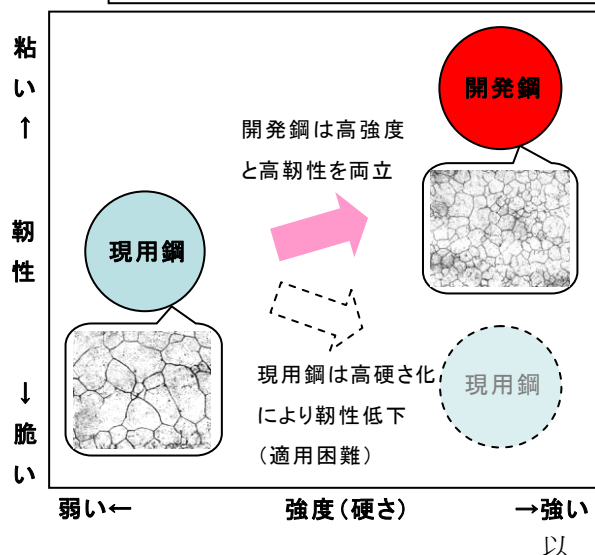 粘い
↑
靭性
↓
脆い
開発鋼
開発鋼は高強度
と高靭性を両立
現用鋼
現用鋼は高硬さ化
により靭性低下
（適用困難）
現用鋼
弱い←
強度（硬さ）
→強い
以